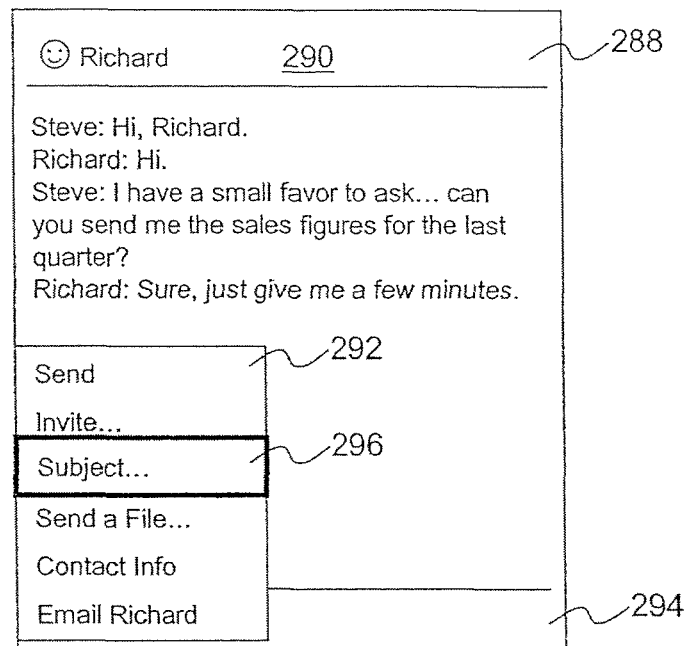 Richard 290 288
Steve: Hi, Richard.
Richard: Hi.
Steve: I have a small favor to ask... can
you send me the sales figures for the last
quarter?
Richard: Sure, just give me a few minutes.
292
Send
Invite...
296
Subject...
Send a File...
Contact Info
Email Richard
294